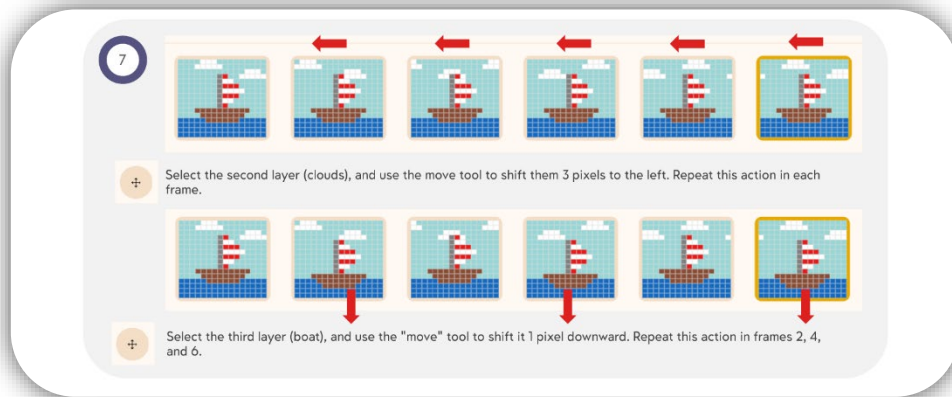 7
Select the second layer (clouds), and use the move tool to shift them 3 pixels to the left. Repeat this action in each
frame.
Select the third layer (boat), and use the "move" tool to shift it 1 pixel downward. Repeat this action in frames 2, 4,
and 6.